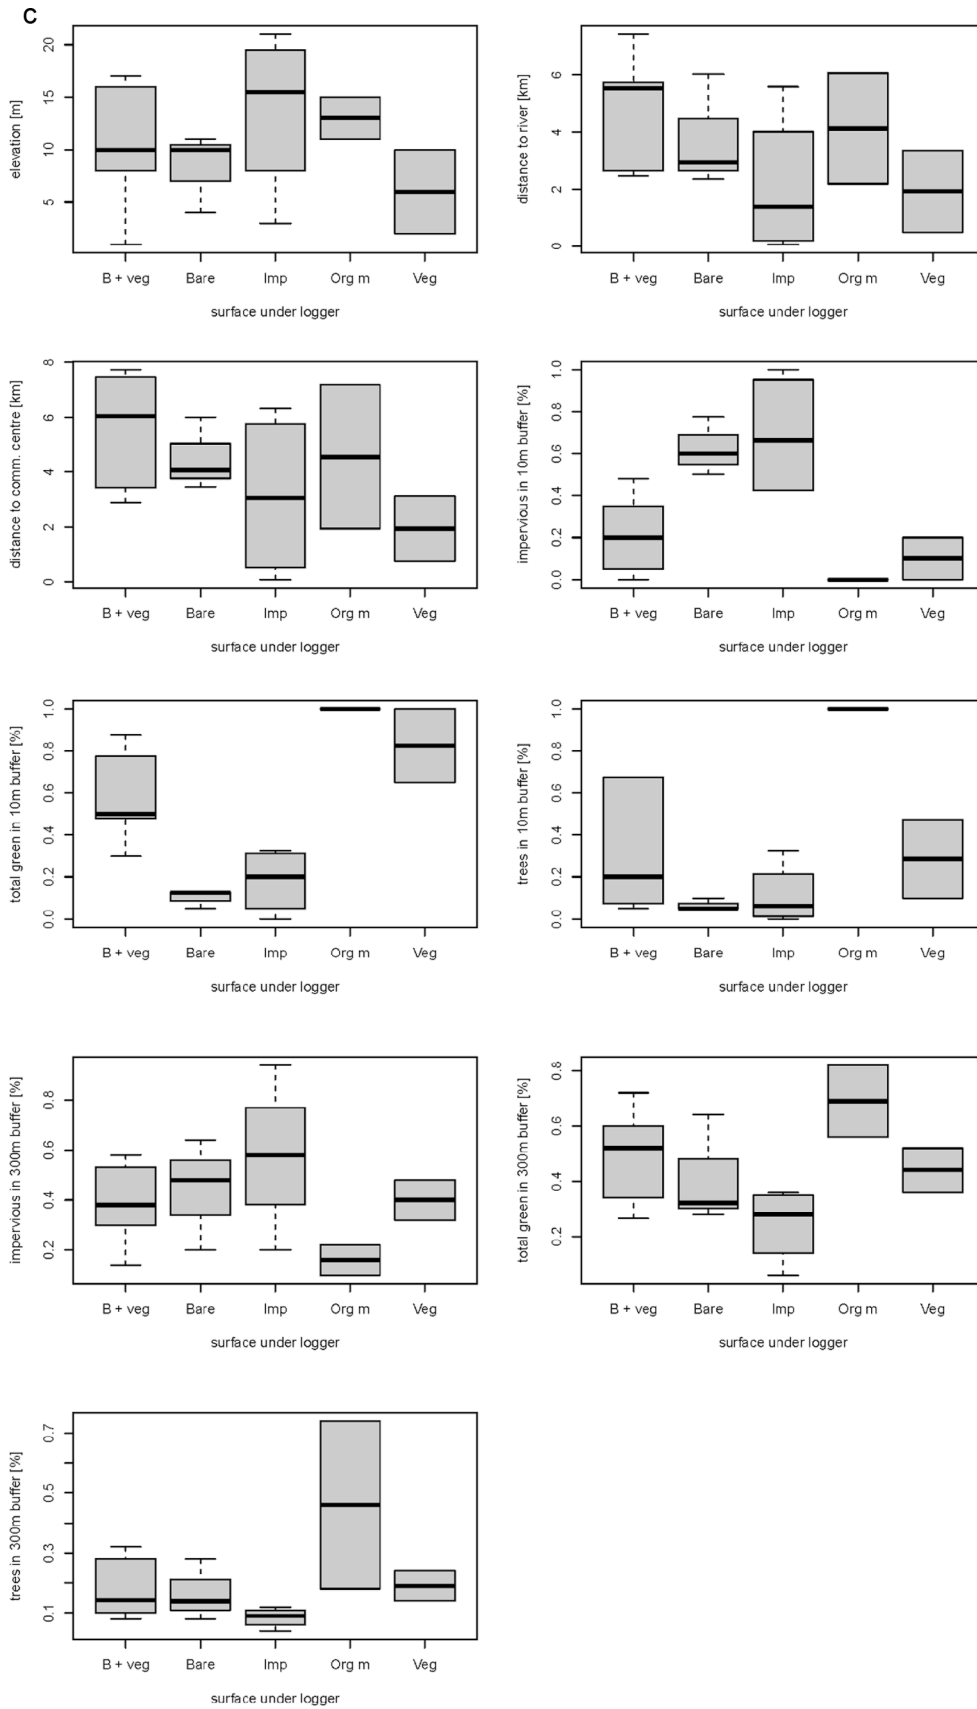 c
elevation [m]
20
15
10
5
B + veg Bare Imp Org m Veg
surface under logger
distance to river [km]
6
4
2
0
B + veg Bare Imp Org m Veg
surface under logger
distance to comm. centre [km]
8
6
4
2
0
B + veg Bare Imp Org m Veg
surface under logger
impervious in 10m buffer [%]
1.0
0.8
0.6
0.4
0.2
0.0
B + veg Bare Imp Org m Veg
surface under logger
total green in 10m buffer [%]
1.0
0.8
0.6
0.4
0.2
0.0
B + veg Bare Imp Org m Veg
surface under logger
trees in 10m buffer [%]
1.0
0.8
0.6
0.4
0.2
0.0
B + veg Bare Imp Org m Veg
surface under logger
impervious in 300m buffer [%]
0.8
0.6
0.4
0.2
B + veg Bare Imp Org m Veg
surface under logger
total green in 300m buffer [%]
0.8
0.6
0.4
0.2
B + veg Bare Imp Org m Veg
surface under logger
trees in 300m buffer [%]
0.7
0.5
0.3
0.1
B + veg Bare Imp Org m Veg
surface under logger